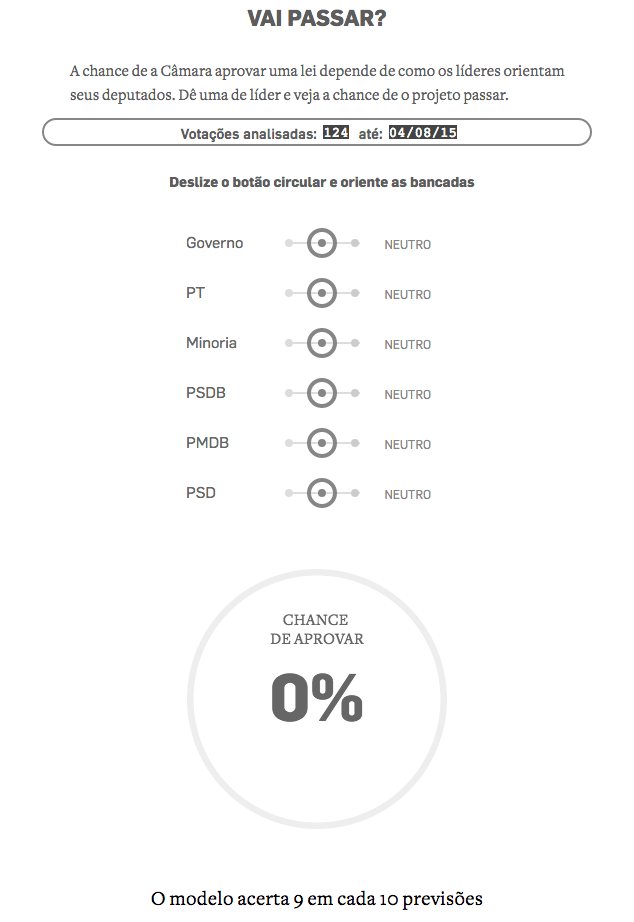 VAI PASSAR?
A chance de a Câmara aprovar uma lei depende de como os líderes orientam
seus deputados. Dê uma de líder e veja a chance de o projeto passar.
Votações analisadas: 124 até: 04/08/15
Deslize o botão circular e oriente as bancadas
Governo NEUTRO
PT NEUTRO
Minoria NEUTRO
PSDB NEUTRO
PMDB NEUTRO
PSD NEUTRO
CHANCE
DE APROVAR
0%
O modelo acerta 9 em cada 10 previsões